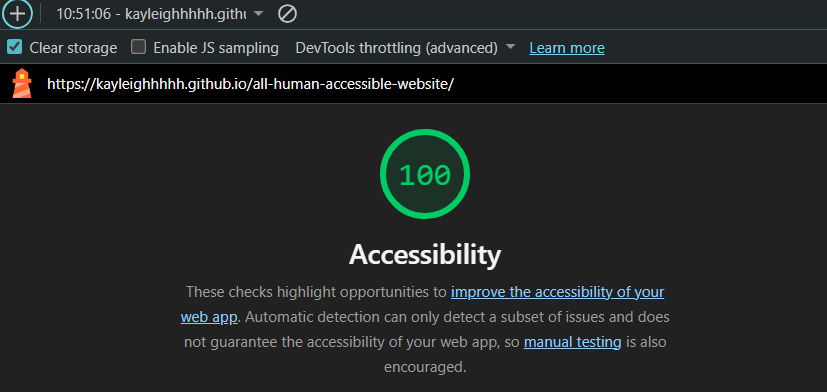 10:51:06 - kayleighhhhh.githu
Clear storage Enable JS sampling DevTools throttling (advanced) Learn more
https://kayleighhhhh.github.io/all-human-accessible-website/
100
Accessibility
These checks highlight opportunities to improve the accessibility of your
web app. Automatic detection can only detect a subset of issues and does
not guarantee the accessibility of your web app, so manual testing is also
encouraged.